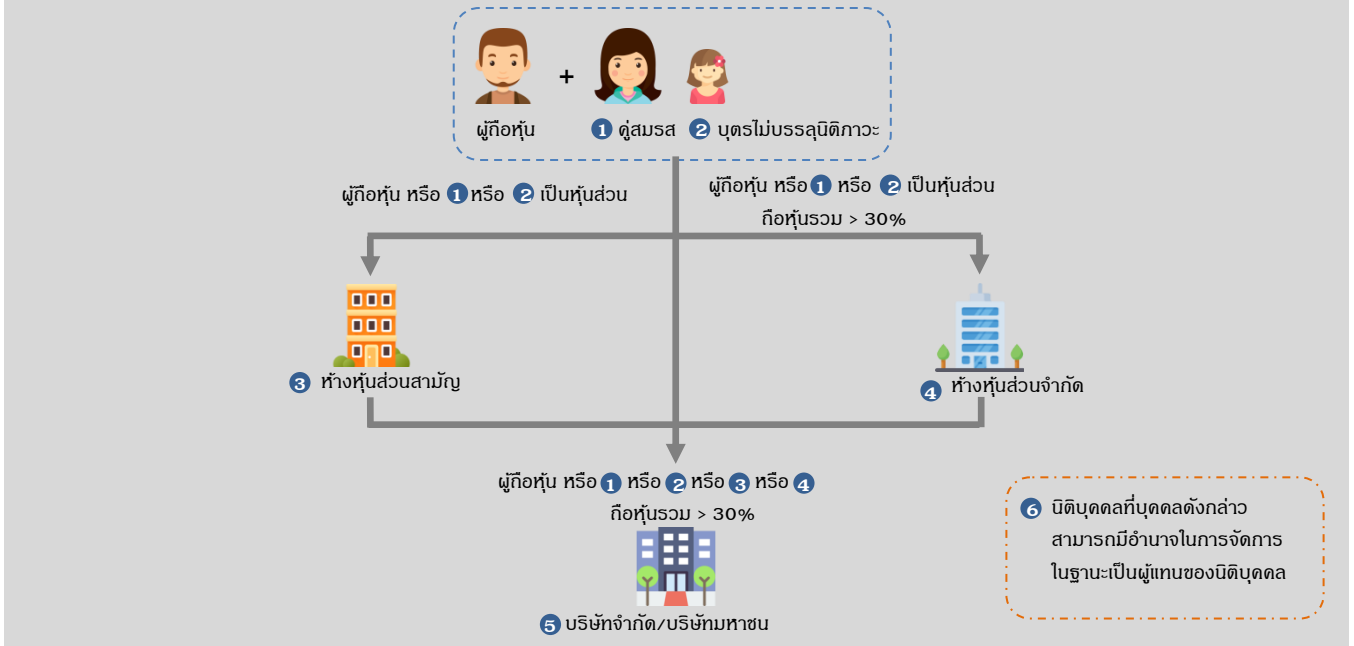 +
ผู้ถือหุ้น
1 คู่สมรส
2 บุตรไม่บรรลุนิติภาวะ
ผู้ถือหุ้น หรือ 1 หรือ 2 เป็นหุ้นส่วน
ผู้ถือหุ้น หรือ 1 หรือ 2 เป็นหุ้นส่วน
ถือหุ้นรวม > 30%
3 ห้างหุ้นส่วนสามัญ
4 ห้างหุ้นส่วนจำกัด
ผู้ถือหุ้น หรือ 1 หรือ 2 หรือ 3 หรือ 4
ถือหุ้นรวม > 30%
5 บริษัทจำกัด/บริษัทมหาชน
6 นิติบุคคลที่บุคคลดังกล่าว
สามารถมีอำนาจในการจัดการ
ในฐานะเป็นผู้แทนของนิติบุคคล